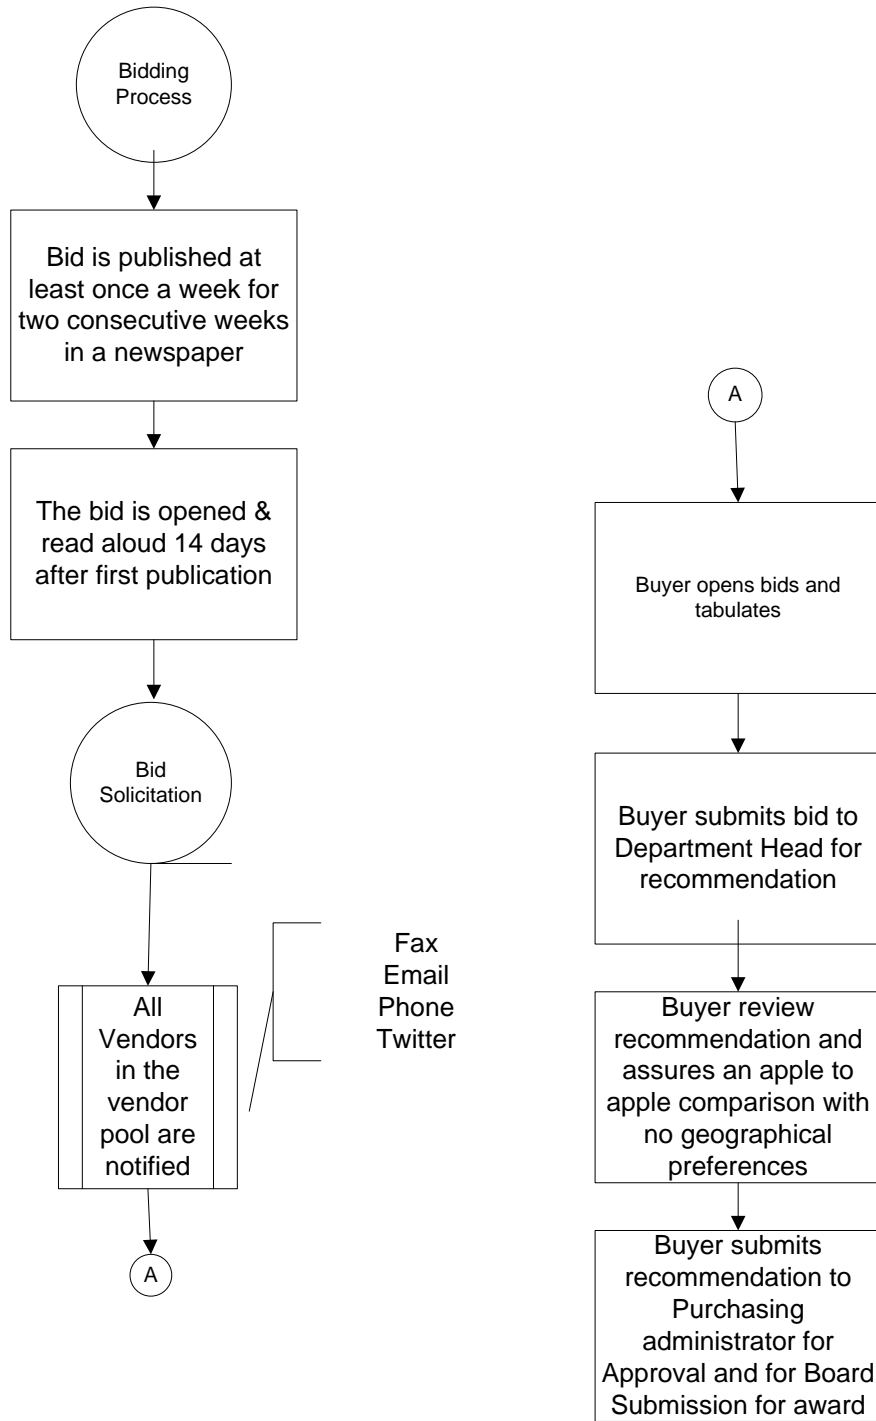 Bidding
Process
Bid is published at
least once a week for
two consecutive weeks
in a newspaper
The bid is opened &
read aloud 14 days
after first publication
Bid
Solicitation
All
Vendors
in the
vendor
pool are
notified
Fax
Email
Phone
Twitter
A
A
Buyer opens bids and
tabulates
Buyer submits bid to
Department Head for
recommendation
Buyer review
recommendation and
assures an apple to
apple comparison with
no geographical
preferences
Buyer submits
recommendation to
Purchasing
administrator for
Approval and for Board
Submission for award